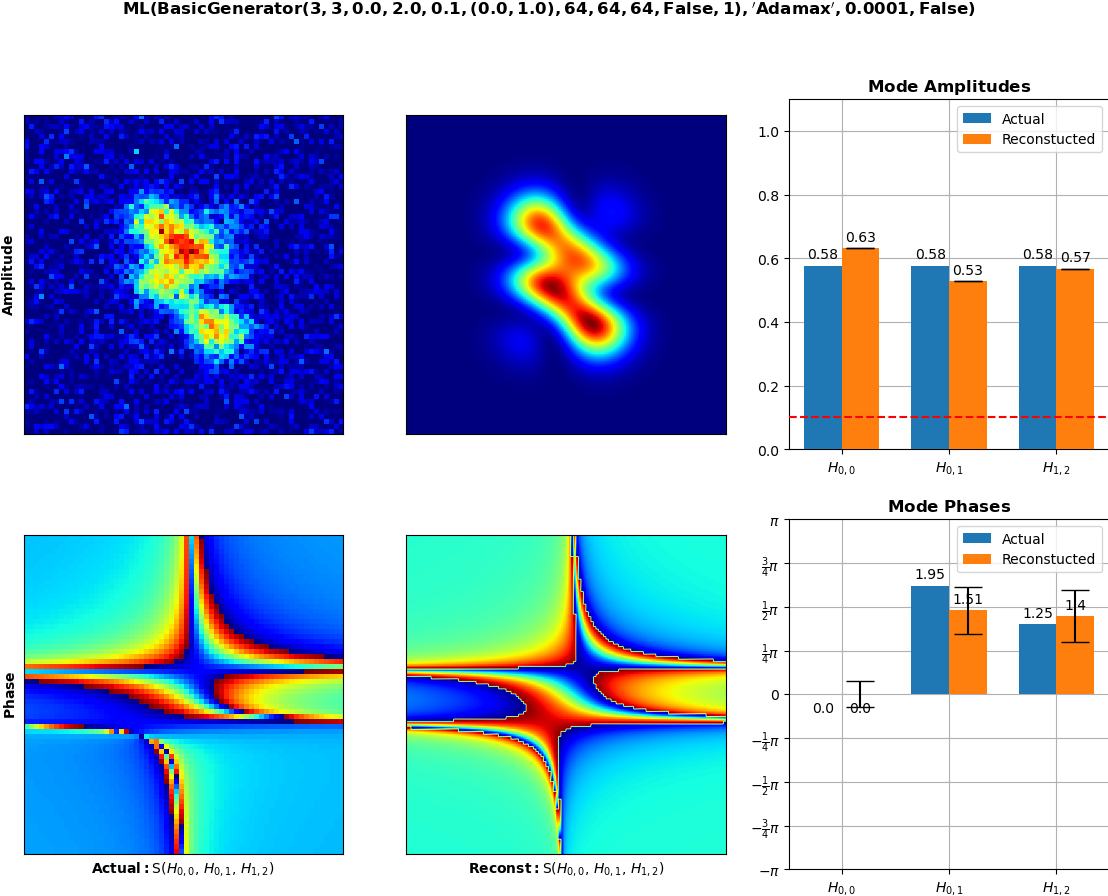 ML(BasicGenerator(3, 3, 0.0, 2.0, 0.1, (0.0, 1.0), 64, 64, 64, False, 1), ′Adamax′, 0.0001, False)
Amplitude
Mode Amplitudes
Actual
Reconstucted
1.0
0.8
0.6
0.4
0.2
0.0
0.58
0.63
0.58
0.53
0.58
0.57
H0,0
H0,1
H1,2
Phase
Actual: S(H0,0, H0,1, H1,2)
Reconst: S(H0,0, H0,1, H1,2)
Mode Phases
Actual
Reconstucted
π
3/4π
1/2π
1/4π
0
−1/4π
−1/2π
−3/4π
−π
0.0
0.0
1.95
1.51
1.25
1.4
H0,0
H0,1
H1,2